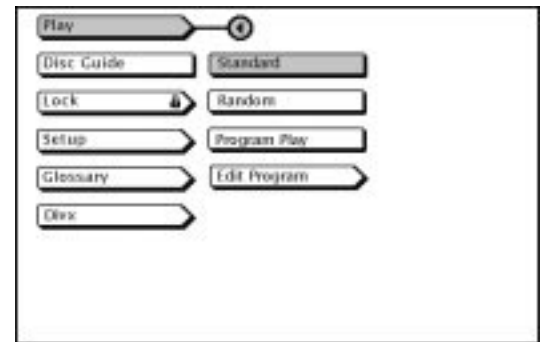 Play
Disc Guide
Standard
Lock
Random
Setup
Program Play
Glossary
Edit Program
Divx